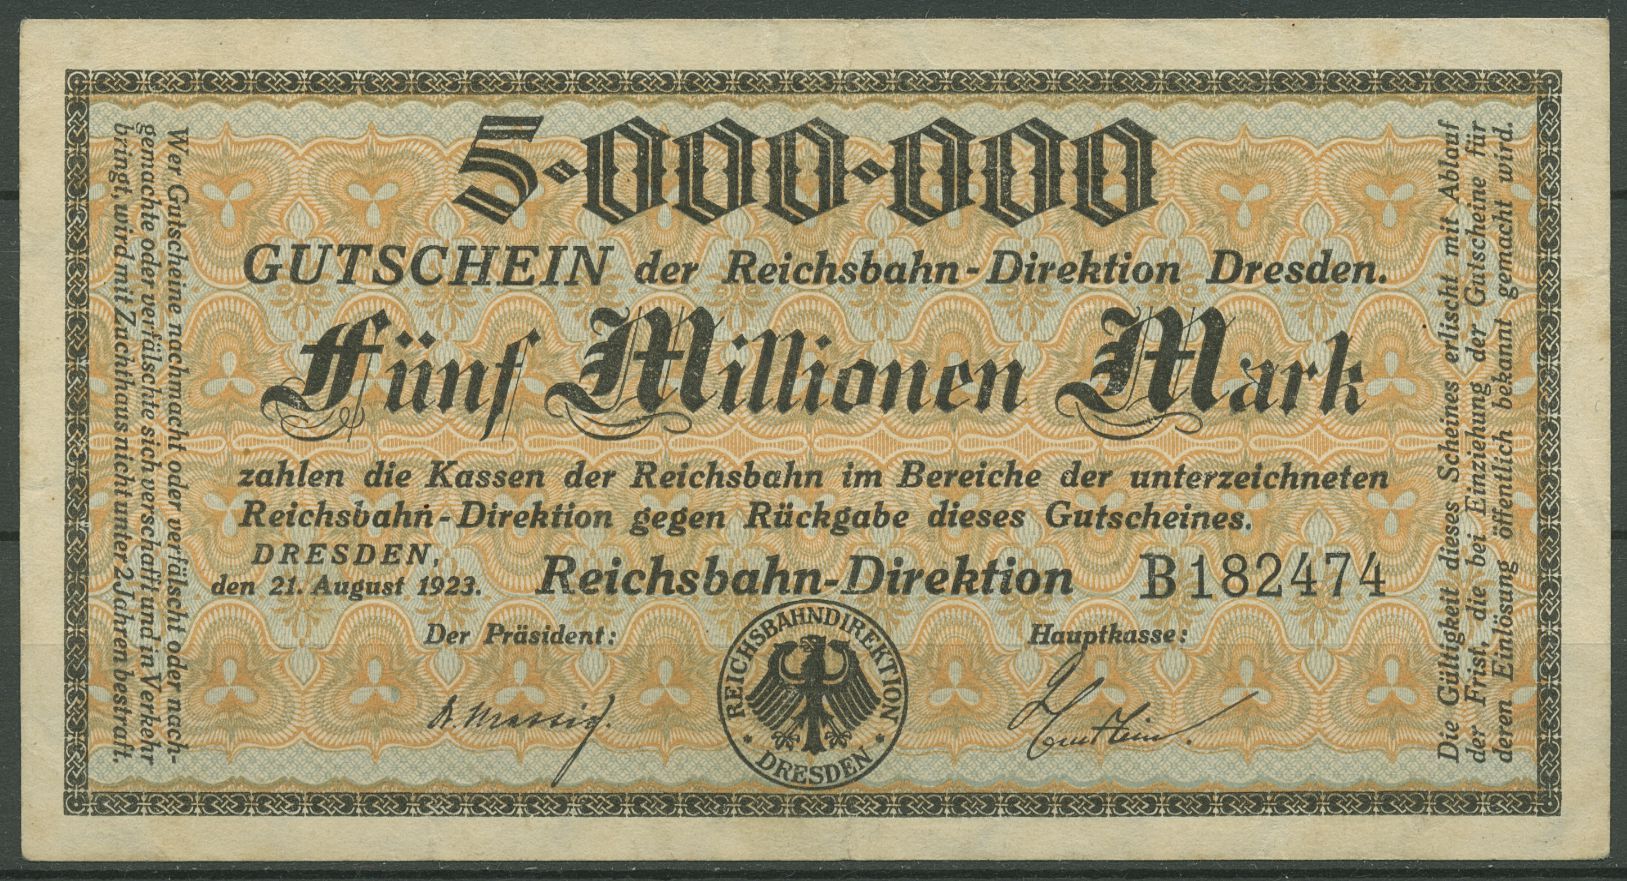 5·000·000
GUTSCHEIN der Reichsbahn-Direktion Dresden.
Fünf Millionen Mark
zahlen die Kassen der Reichsbahn im Bereiche der unterzeichneten
Reichsbahn-Direktion gegen Rückgabe dieses Gutscheines.
DRESDEN,
den 21. August 1923.
Reichsbahn-Direktion B182474
Der Präsident:
Hauptkasse:
REICHSBAHNDIREKTION
* DRESDEN *
Wer Gutscheine nachmacht oder verfälscht oder nach-
gemachte oder verfälschte sich verschafft und in Verkehr
bringt, wird mit Zuchthaus nicht unter 2 Jahren bestraft.
Die Gültigkeit dieses Scheines erlischt mit Ablauf
der Frist, die bei Einziehung der Gutscheine für
deren Einlösung öffentlich bekannt gemacht wird.